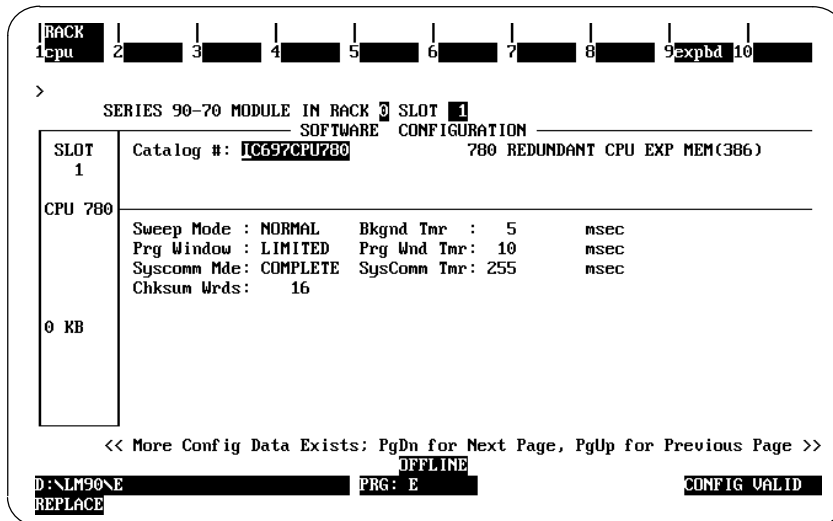 RACK
1cpu 2 3 4 5 6 7 8 9expbd 10
>
SERIES 90-70 MODULE IN RACK 0 SLOT 1
SOFTWARE CONFIGURATION
SLOT Catalog #: IC697CPU780 780 REDUNDANT CPU EXP MEM(386)
1
CPU 780
Sweep Mode : NORMAL Bkgnd Tmr : 5 msec
Prg Window : LIMITED Prg Wnd Tmr: 10 msec
Syscomm Mde: COMPLETE SysComm Tmr: 255 msec
Chksum Wrds: 16
0 KB
<< More Config Data Exists; PgDn for Next Page, PgUp for Previous Page >>
OFFLINE
D:\LM90\E PRG: E CONFIG VALID
REPLACE